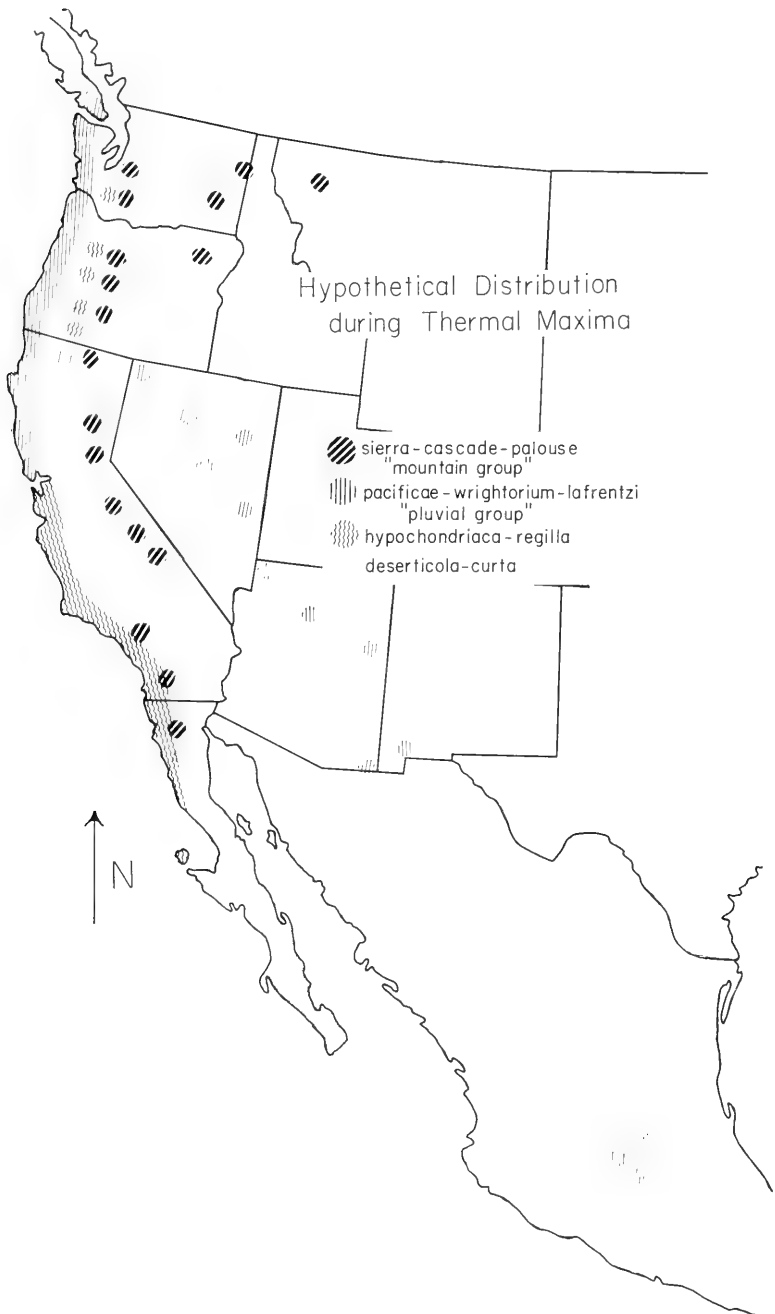 Hypothetical Distribution
during Thermal Maxima
sierra-cascade-palouse
"mountain group"
pacificae-wrightorium-lafrentzi
"pluvial group"
hypochondriaca-regilla
deserticola-curta
N